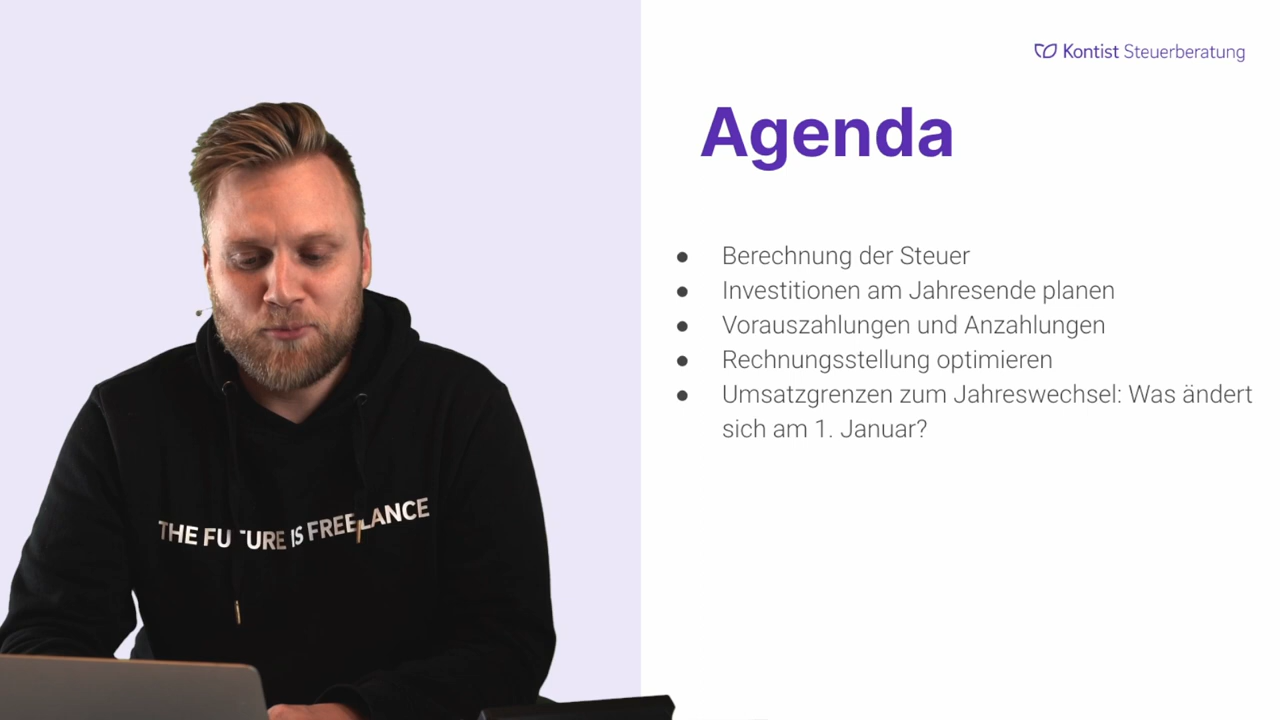 Kontist Steuerberatung
Agenda
● Berechnung der Steuer
● Investitionen am Jahresende planen
● Vorauszahlungen und Anzahlungen
● Rechnungsstellung optimieren
● Umsatzgrenzen zum Jahreswechsel: Was ändert
sich am 1. Januar?
THE FUTURE IS FREELANCE